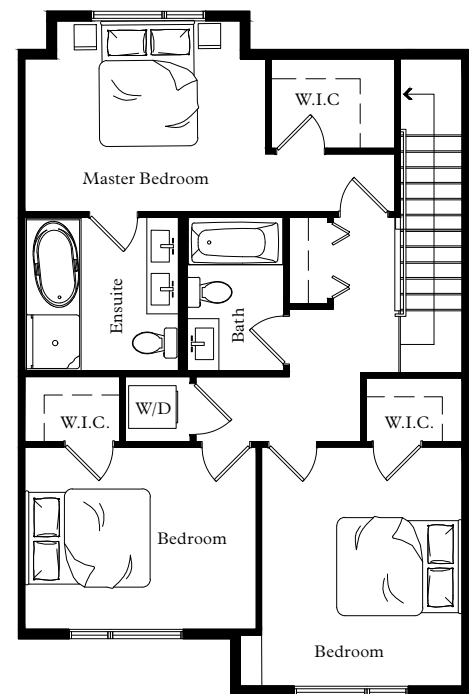 W.I.C
Master Bedroom
Ensuite
Bath
W.I.C.
W/D
W.I.C.
Bedroom
Bedroom